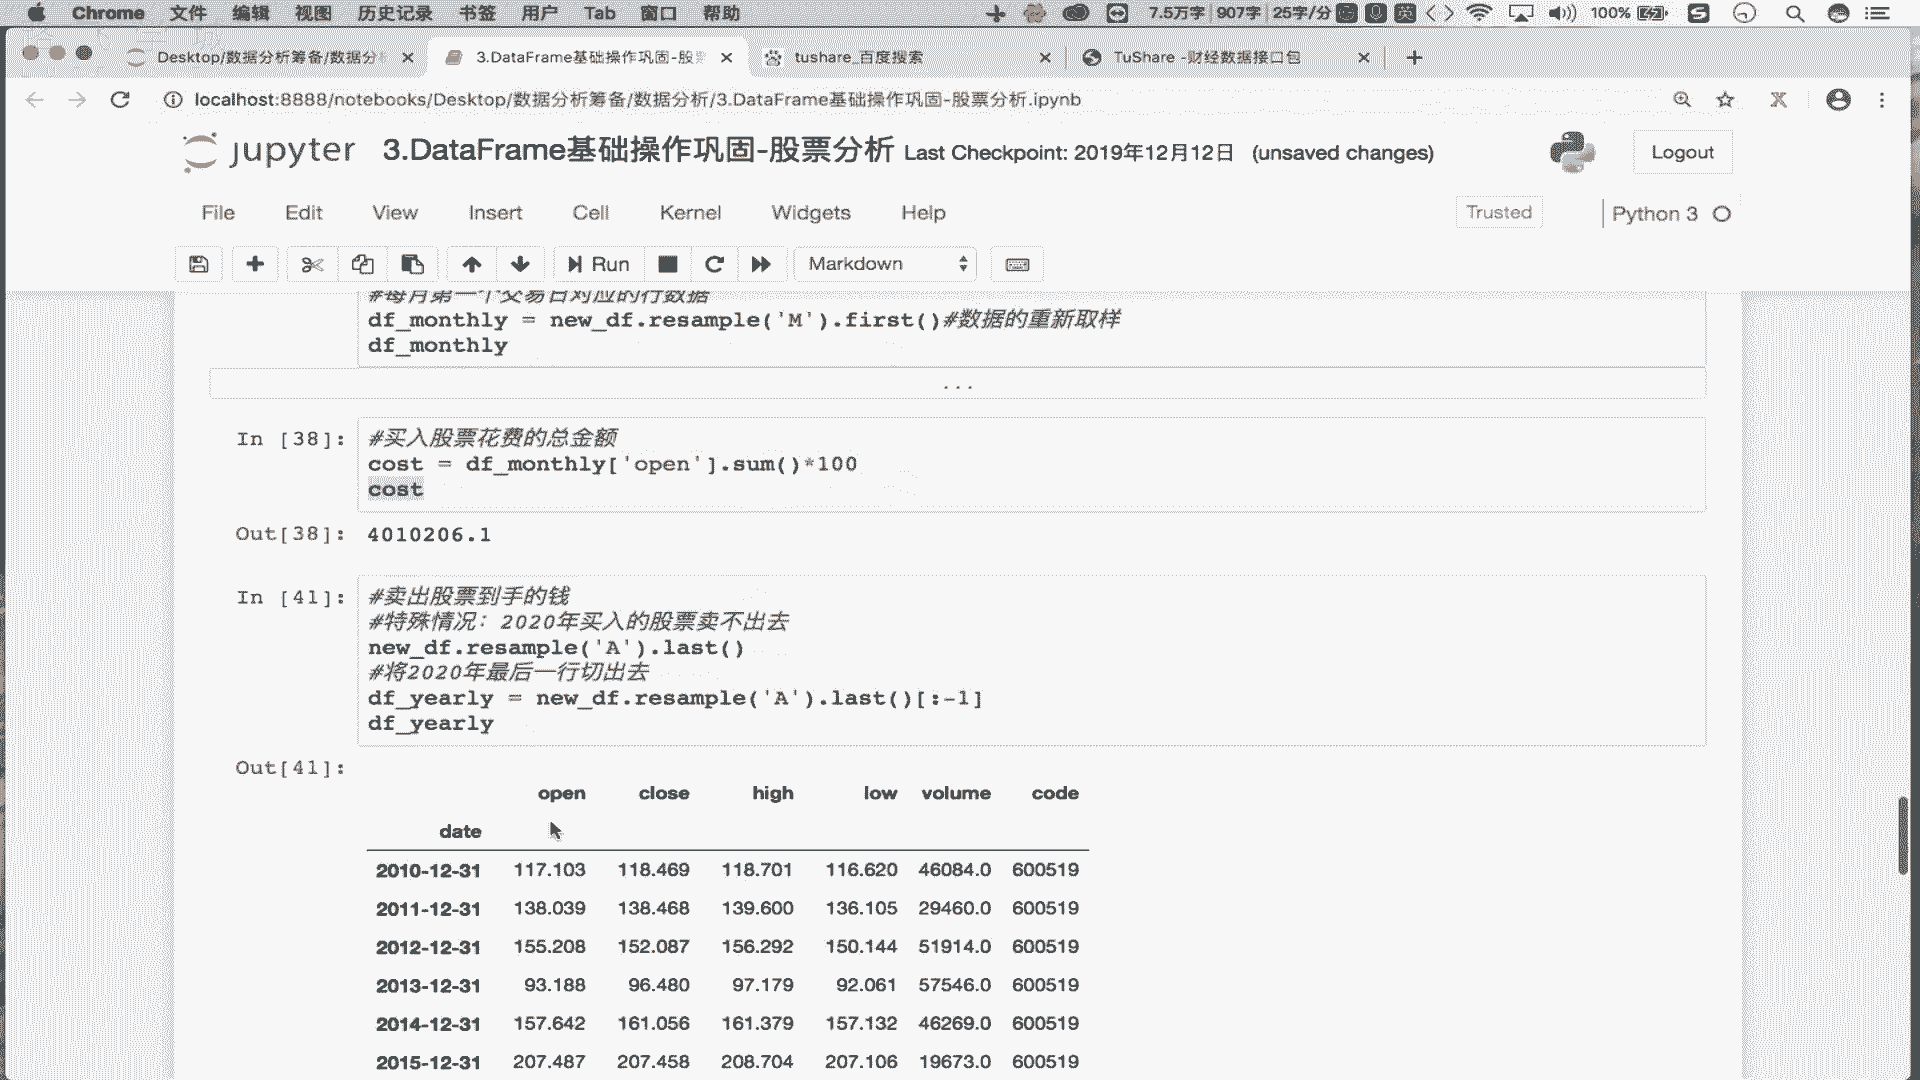 Chrome 文件 编辑 视图 历史记录 书签 用户 Tab 窗口 帮助 7.5万字 907字 25字/分 英 100%
Desktop/数据分析筹备/数据分 3.DataFrame基础操作巩固-股 tushare_百度搜索 TuShare -财经数据接口包
localhost:8888/notebooks/Desktop/数据分析筹备/数据分析/3.DataFrame基础操作巩固-股票分析.ipynb
jupyter 3.DataFrame基础操作巩固-股票分析 Last Checkpoint: 2019年12月12日 (unsaved changes) Logout
File Edit View Insert Cell Kernel Widgets Help Trusted Python 3
Run Markdown
#每月第一个交易日对应的行数据
df_monthly = new_df.resample('M').first()#数据的重新取样
df_monthly
...
In [38]: #买入股票花费的总金额
cost = df_monthly['open'].sum()*100
cost
Out[38]: 4010206.1
In [41]: #卖出股票到手的钱
#特殊情况：2020年买入的股票卖不出去
new_df.resample('A').last()
#将2020年最后一行切出去
df_yearly = new_df.resample('A').last()[:-1]
df_yearly
Out[41]:
open close high low volume code
date
2010-12-31 117.103 118.469 118.701 116.620 46084.0 600519
2011-12-31 138.039 138.468 139.600 136.105 29460.0 600519
2012-12-31 155.208 152.087 156.292 150.144 51914.0 600519
2013-12-31 93.188 96.480 97.179 92.061 57546.0 600519
2014-12-31 157.642 161.056 161.379 157.132 46269.0 600519
2015-12-31 207.487 207.458 208.704 207.106 19673.0 600519